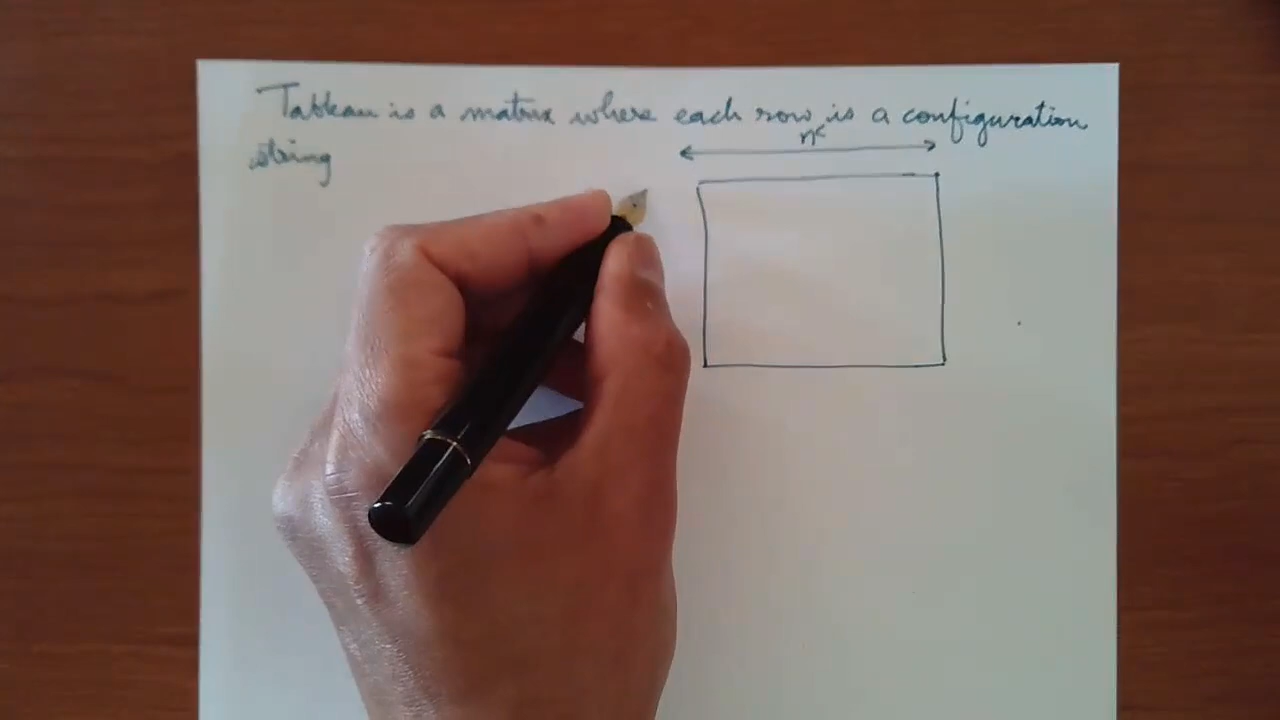 Tableau is a matrix where each row is a configuration
string
n^c